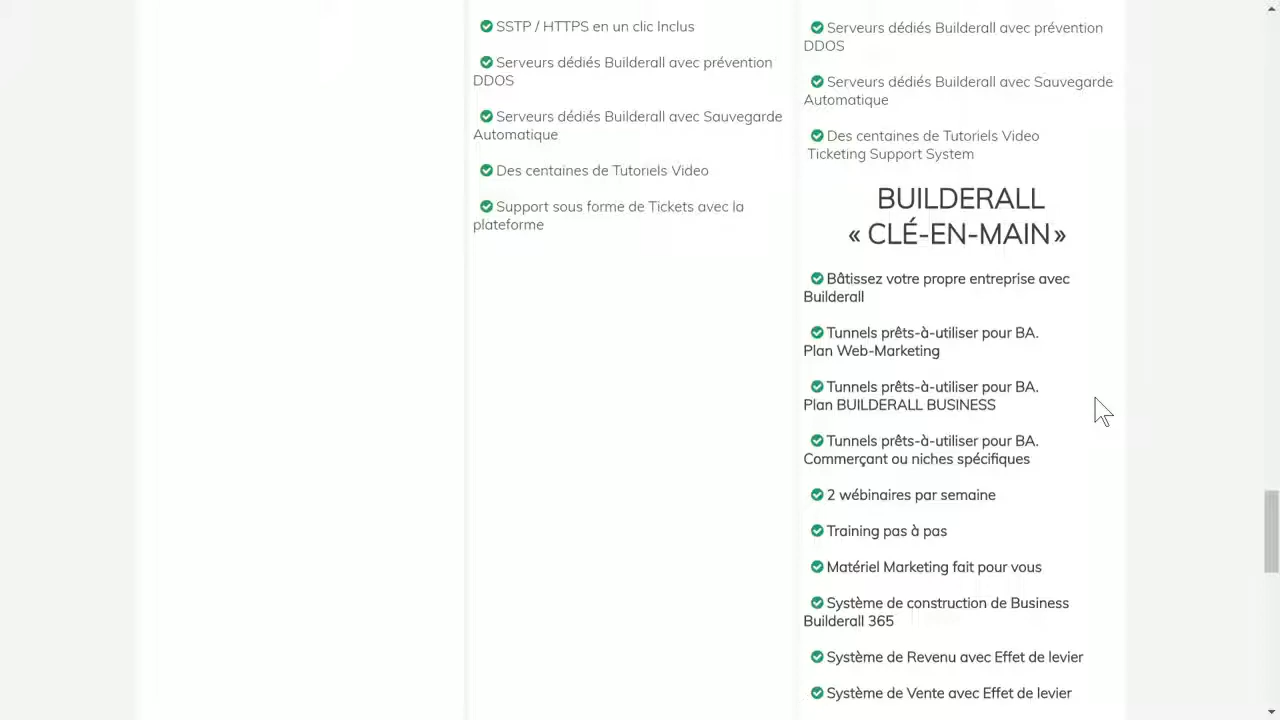 SSTP / HTTPS en un clic Inclus
Serveurs dédiés Builderall avec prévention
DDOS
Serveurs dédiés Builderall avec Sauvegarde
Automatique
Des centaines de Tutoriels Video
Support sous forme de Tickets avec la
plateforme
Serveurs dédiés Builderall avec prévention
DDOS
Serveurs dédiés Builderall avec Sauvegarde
Automatique
Des centaines de Tutoriels Video
Ticketing Support System
BUILDERALL
« CLÉ-EN-MAIN »
Bâtissez votre propre entreprise avec
Builderall
Tunnels prêts-à-utiliser pour BA.
Plan Web-Marketing
Tunnels prêts-à-utiliser pour BA.
Plan BUILDERALL BUSINESS
Tunnels prêts-à-utiliser pour BA.
Commerçant ou niches spécifiques
2 wébinaires par semaine
Training pas à pas
Matériel Marketing fait pour vous
Système de construction de Business
Builderall 365
Système de Revenu avec Effet de levier
Système de Vente avec Effet de levier